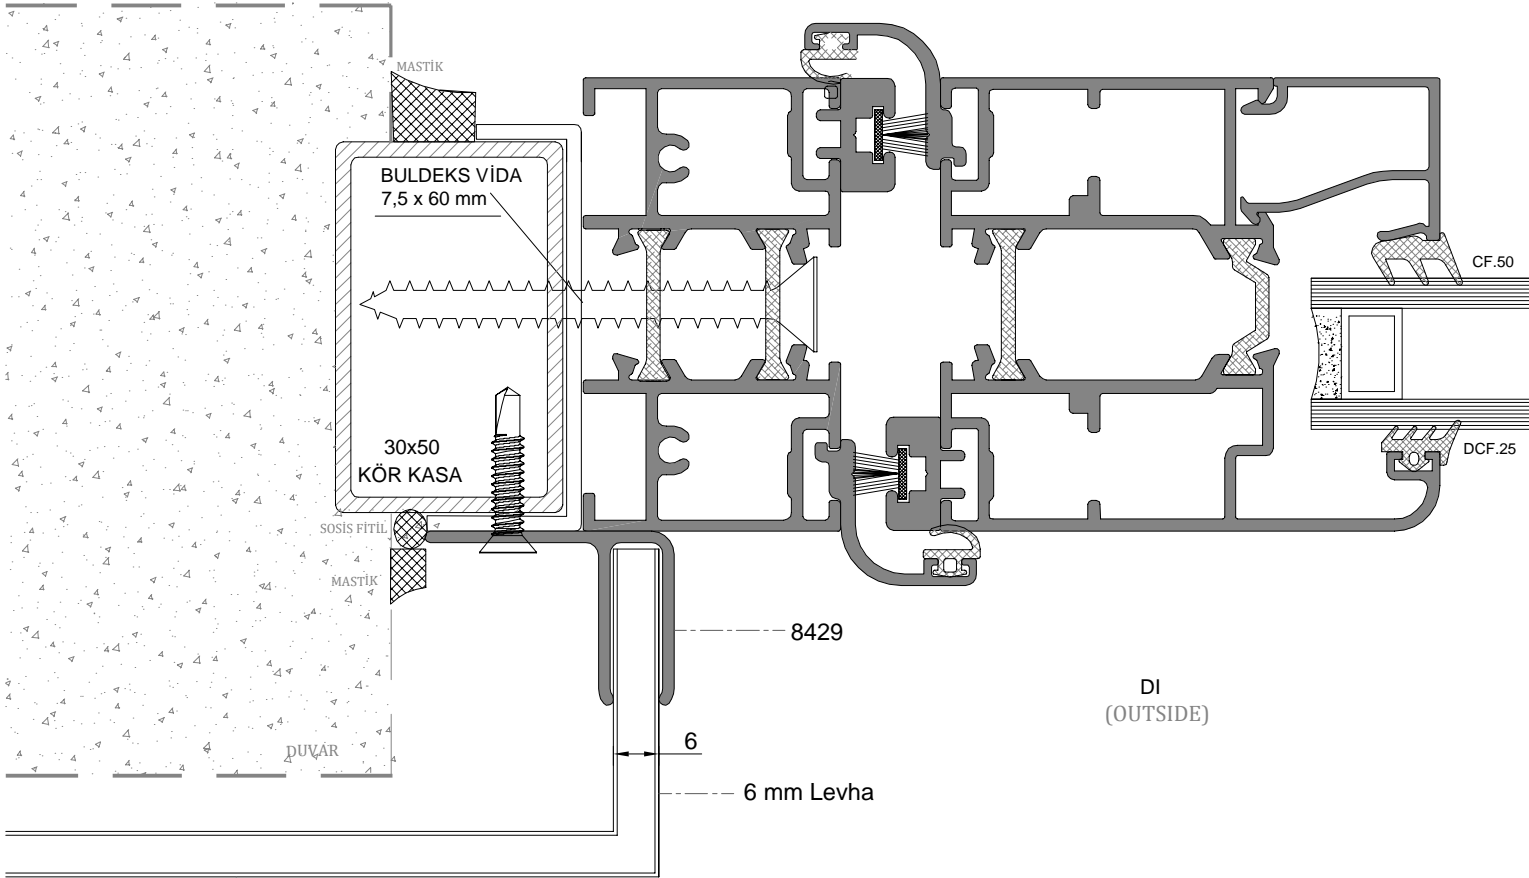 MASTİK
BULDEKS VİDA
7,5 x 60 mm
CF.50
30x50
KÖR KASA
DCF.25
SOSİS FİTİL
MASTİK
8429
DI
(OUTSIDE)
DUVAR
6
6 mm Levha